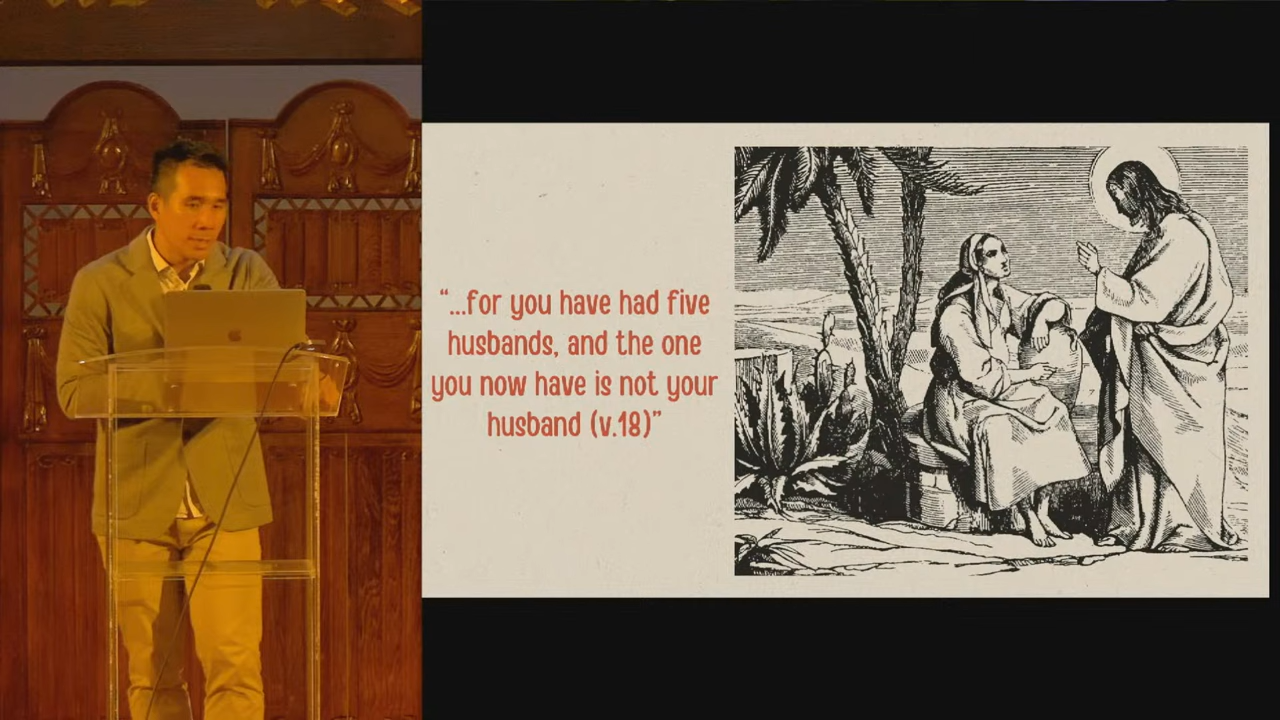 “...for you have had five
husbands, and the one
you now have is not your
husband (v.18)”